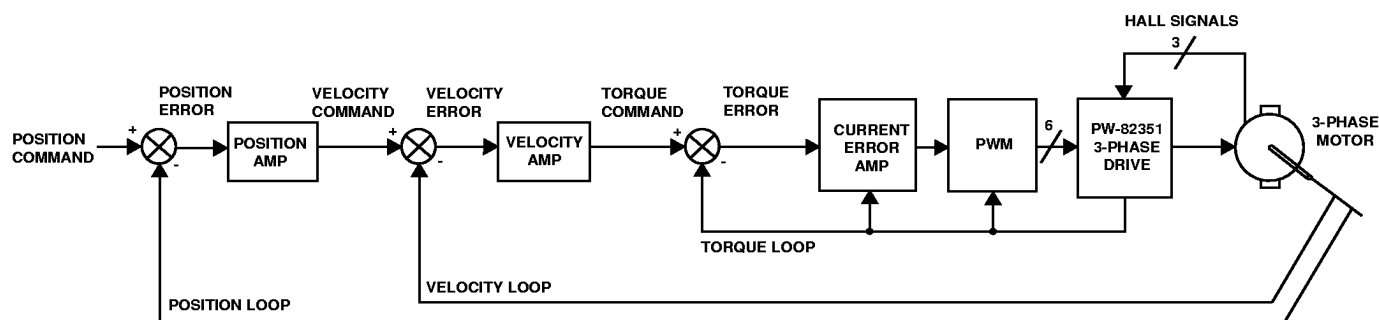 HALL SIGNALS
3
POSITION
ERROR
VELOCITY
COMMAND
VELOCITY
ERROR
TORQUE
COMMAND
TORQUE
ERROR
POSITION
COMMAND
+
-
POSITION
AMP
+
-
VELOCITY
AMP
+
-
CURRENT
ERROR
AMP
PWM
6
PW-82351
3-PHASE
DRIVE
3-PHASE
MOTOR
TORQUE LOOP
VELOCITY LOOP
POSITION LOOP